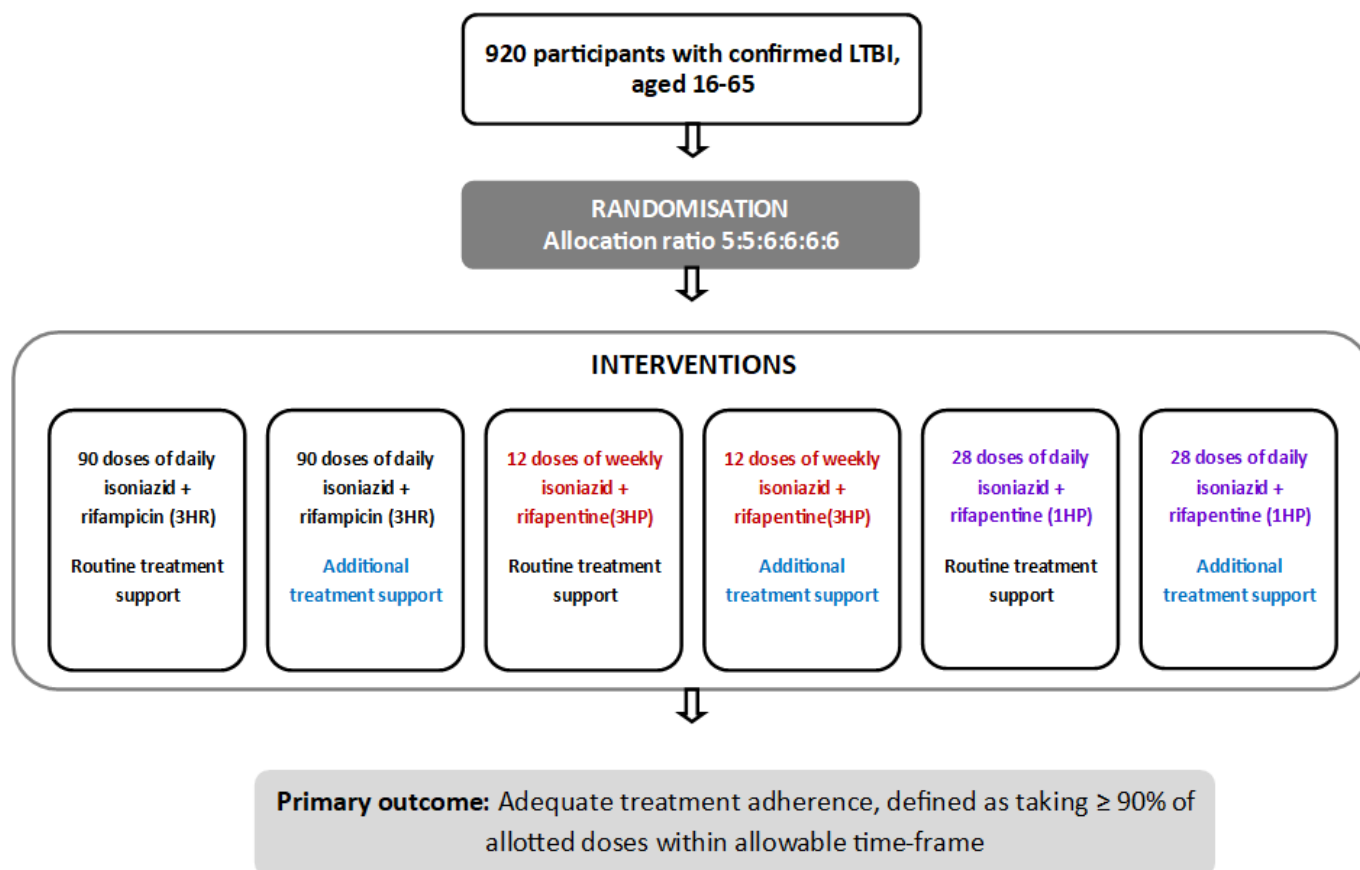 920 participants with confirmed LTBI,
aged 16-65
RANDOMISATION
Allocation ratio 5:5:6:6:6:6
INTERVENTIONS
90 doses of daily
isoniazid +
rifampicin (3HR)
Routine treatment
support
90 doses of daily
isoniazid +
rifampicin (3HR)
Additional
treatment support
12 doses of weekly
isoniazid +
rifapentine(3HP)
Routine treatment
support
12 doses of weekly
isoniazid +
rifapentine(3HP)
Additional
treatment support
28 doses of daily
isoniazid +
rifapentine (1HP)
Routine treatment
support
28 doses of daily
isoniazid +
rifapentine (1HP)
Additional
treatment support
Primary outcome: Adequate treatment adherence, defined as taking ≥ 90% of
allotted doses within allowable time-frame